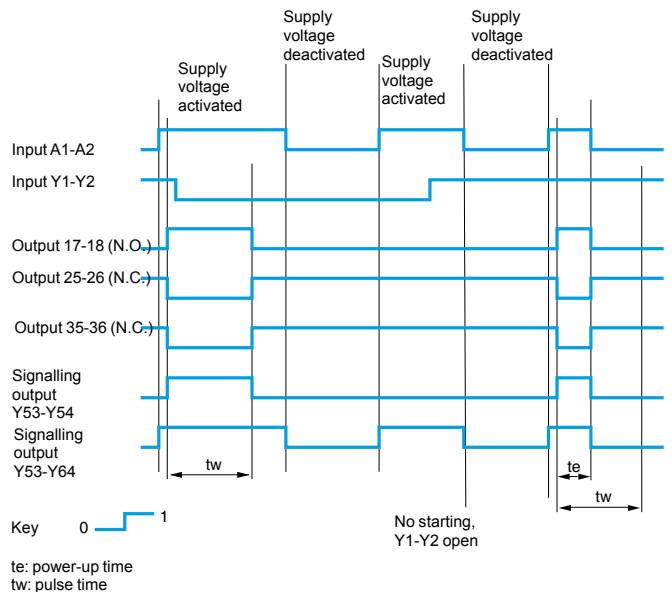 Supply
voltage
deactivated
Supply
voltage
deactivated
Supply
voltage
activated
Supply
voltage
activated
Input A1-A2
Input Y1-Y2
Output 17-18 (N.O.)
Output 25-26 (N.C.)
Output 35-36 (N.C.)
Signalling
output
Y53-Y54
Signalling
output
Y53-Y64
tw
te
tw
Key 0 1
No starting,
Y1-Y2 open
te: power-up time
tw: pulse time